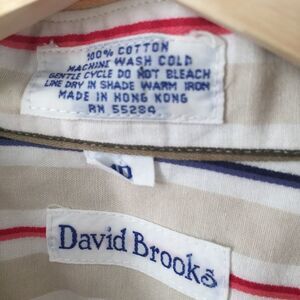 100% COTTON
MACHINE WASH COLD
GENTLE CYCLE DO NOT BLEACH
LINE DRY IN SHADE WARM IRON
MADE IN HONG KONG
RN 55284
David Brooks